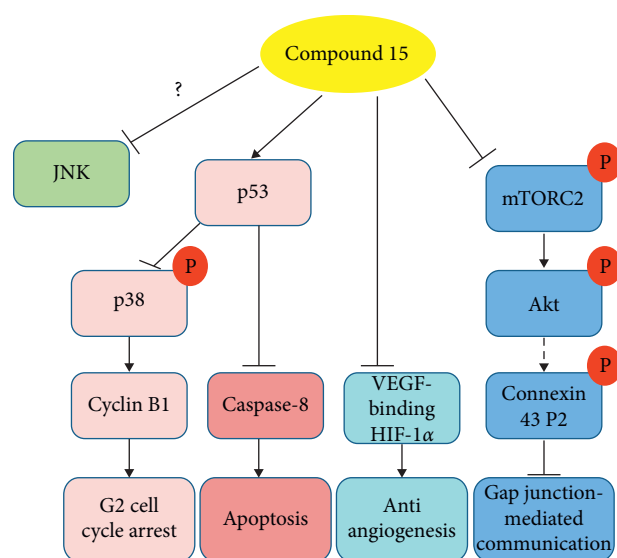 Compound 15
?
JNK
p53
P
mTORC2
P
p38
P
Akt
P
Cyclin B1
Caspase-8
VEGF-
binding
HIF-1α
Connexin
43 P2
G2 cell
cycle arrest
Apoptosis
Anti
angiogenesis
Gap junction-
mediated
communication